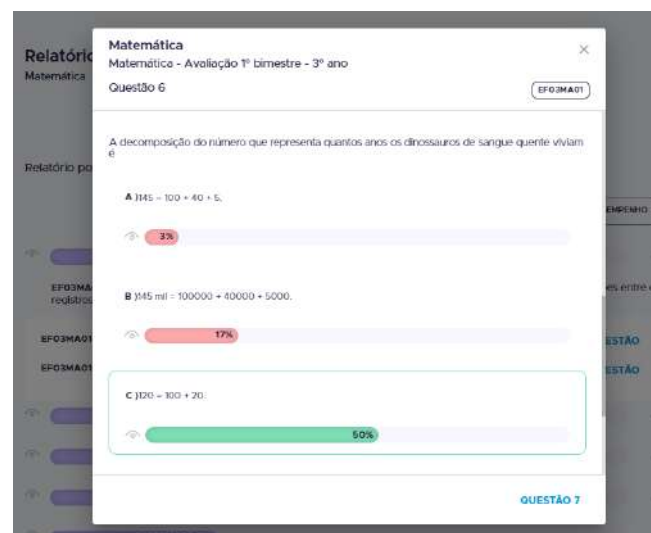 Relatóric
Matemática
Matemática
Matemática - Avaliação 1º bimestre - 3º ano
Questão 6
EF03MA01
Relatório po
EMPENHO
A decomposição do número que representa quantos anos os dinossauros de sangue quente viviam
é
A )145 = 100 + 40 + 5.
3%
B )145 mil = 100000 + 40000 + 5000.
17%
C )120 = 100 + 20.
50%
EF03MA
registros
es entre
EF03MA01
ESTÃO
EF03MA01
ESTÃO
QUESTÃO 7